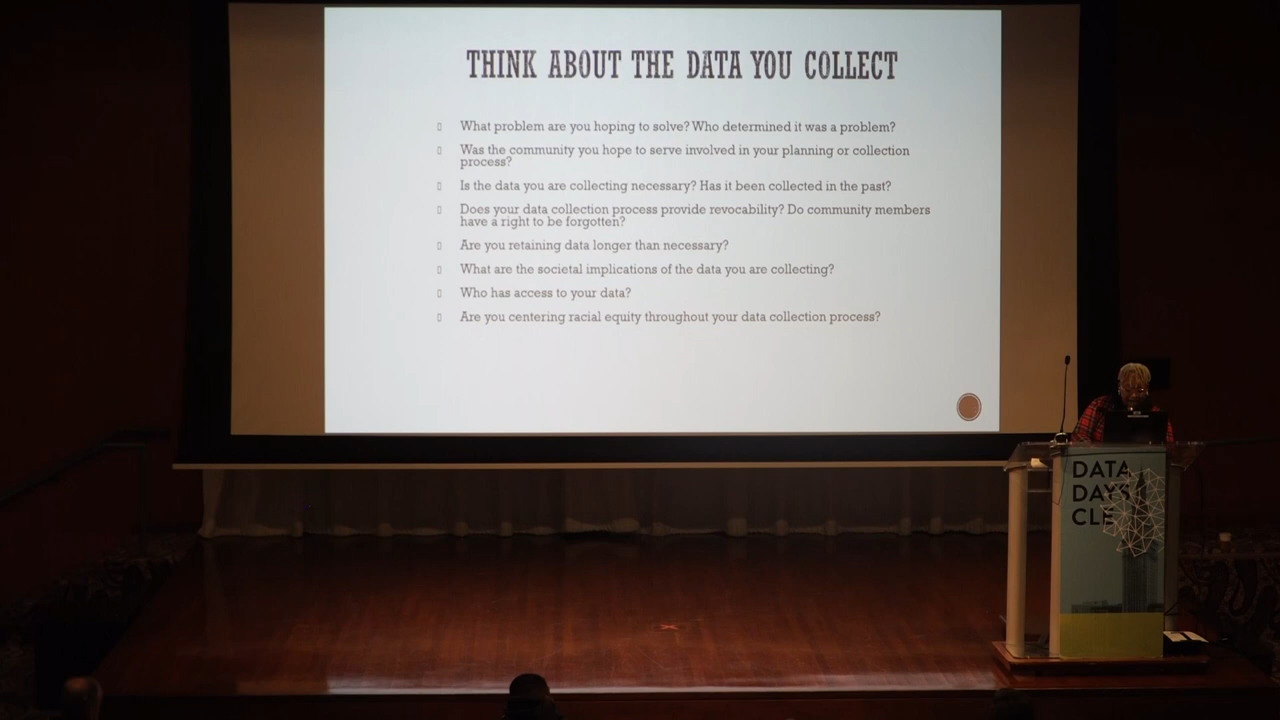 THINK ABOUT THE DATA YOU COLLECT
What problem are you hoping to solve? Who determined it was a problem?
Was the community you hope to serve involved in your planning or collection
process?
Is the data you are collecting necessary? Has it been collected in the past?
Does your data collection process provide revocability? Do community members
have a right to be forgotten?
Are you retaining data longer than necessary?
What are the societal implications of the data you are collecting?
Who has access to your data?
Are you centering racial equity throughout your data collection process?
DATA
DAYS
CLE